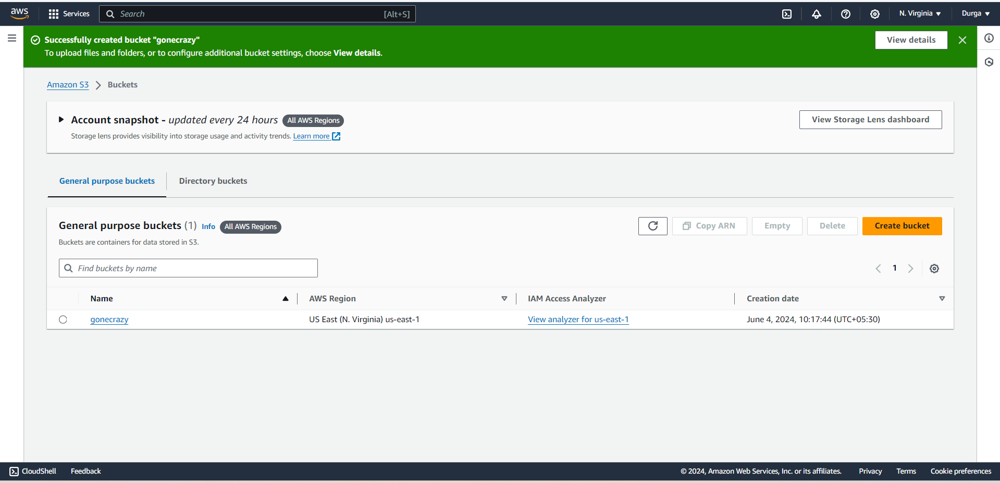 aws Services Search [Alt+S] N. Virginia Durga
Successfully created bucket "gonecrazy"
To upload files and folders, or to configure additional bucket settings, choose View details.
View details
Amazon S3 Buckets
Account snapshot - updated every 24 hours All AWS Regions
Storage lens provides visibility into storage usage and activity trends. Learn more
View Storage Lens dashboard
General purpose buckets Directory buckets
General purpose buckets (1) Info All AWS Regions
Copy ARN Empty Delete Create bucket
Buckets are containers for data stored in S3.
Find buckets by name 1
Name AWS Region IAM Access Analyzer Creation date
gonecrazy US East (N. Virginia) us-east-1 View analyzer for us-east-1 June 4, 2024, 10:17:44 (UTC+05:30)
CloudShell Feedback © 2024, Amazon Web Services, Inc. or its affiliates. Privacy Terms Cookie preferences